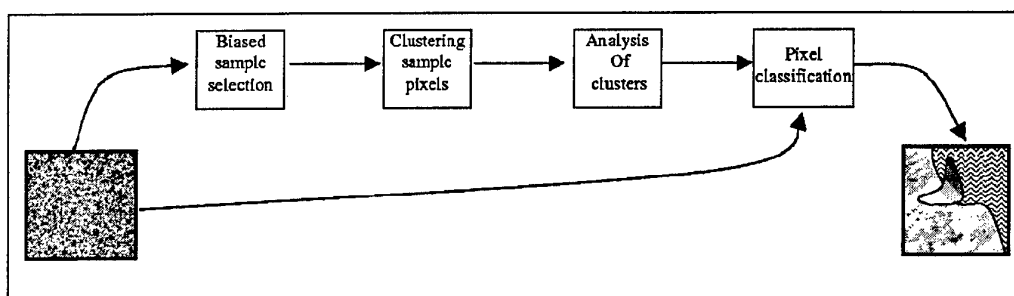 Biased
sample
selection
Clustering
sample
pixels
Analysis
Of
clusters
Pixel
classification